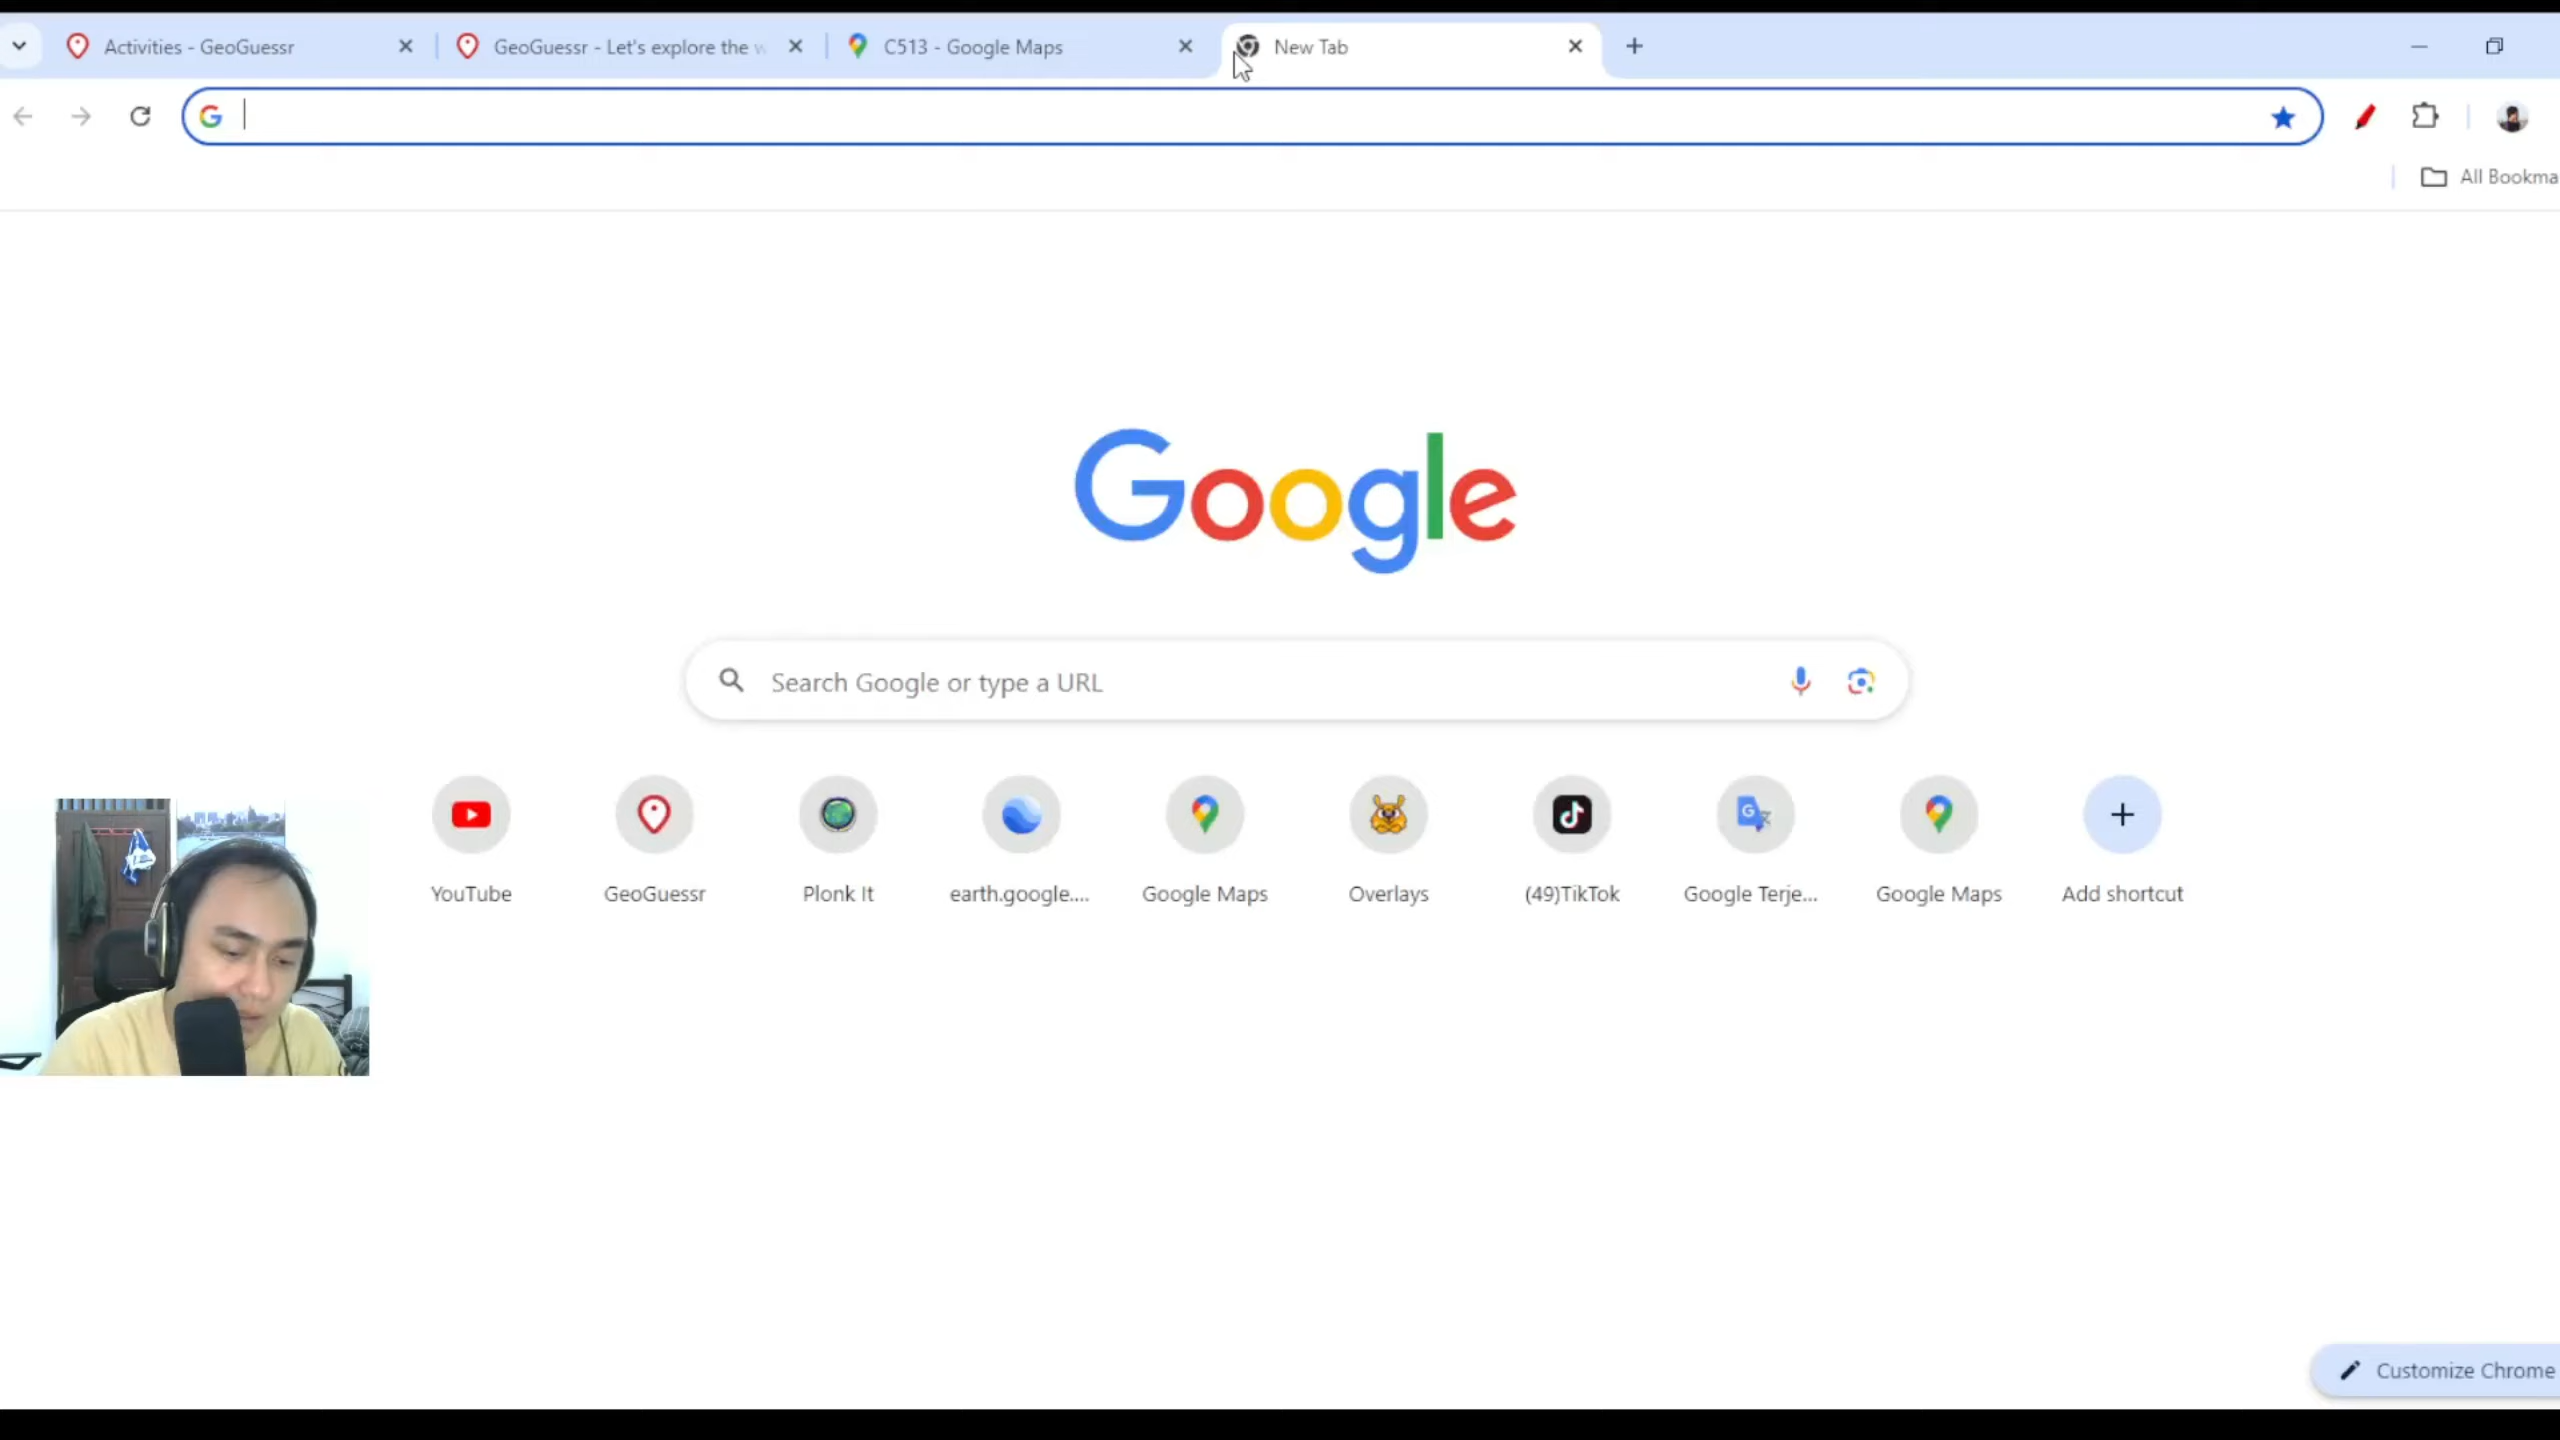 Activities - GeoGuessr
GeoGuessr - Let's explore the w
C513 - Google Maps
New Tab
All Bookma
Google
Search Google or type a URL
YouTube
GeoGuessr
Plonk It
earth.google....
Google Maps
Overlays
(49)TikTok
Google Terje...
Google Maps
Add shortcut
Customize Chrome